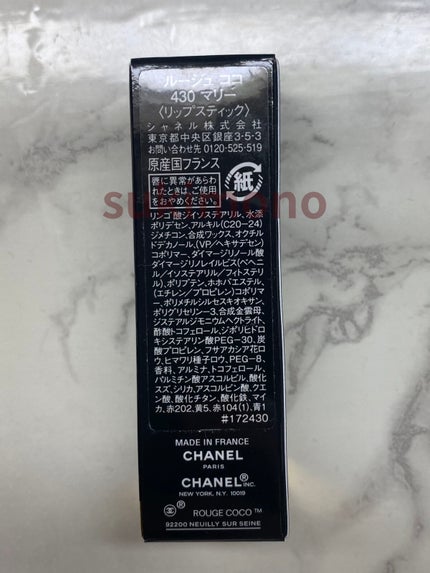 ルージュ ココ
430 マリー
〈リップスティック〉
シャネル株式会社
東京都中央区銀座3-5-3
お問い合わせ先 0120-525-519
原産国フランス
紙
唇に異常があらわ
れたときは、ご使用
をおやめください。
リンゴ酸ジイソステアリル、水添
ポリデセン、アルキル(C20-24)
ジメチコン、合成ワックス、オクチルド
デカノール、(VP/ヘキサデセン)
コポリマー、ダイマージリノール酸
ダイマージリノレイルビス(ベヘニ
ル/イソステアリル/フィトステリ
ル)、ポリブテン、ホホバエステル、
(エチレン/プロピレン)コポリマ
ー、ポリメチルシルセスキオキサン、
ポリグリセリン-3、合成金雲母、
ジステアルジモニウムヘクトライト、
酢酸トコフェロール、ジポリヒドロ
キシステアリン酸PEG-30、炭
酸プロピレン、フサアカシア花ロ
ウ、ヒマワリ種子ロウ、PEG-8、
香料、アルミナ、トコフェロール、
パルミチン酸アスコルビル、酸化
スズ、シリカ、アスコルビン酸、クエ
ン酸、酸化チタン、酸化鉄、マイ
カ、赤202、黄5、赤104(1)、青1
#172430
MADE IN FRANCE
CHANEL
PARIS
CHANEL® INC.
NEW YORK, N.Y. 10019
® ROUGE COCO ™
92200 NEUILLY SUR SEINE